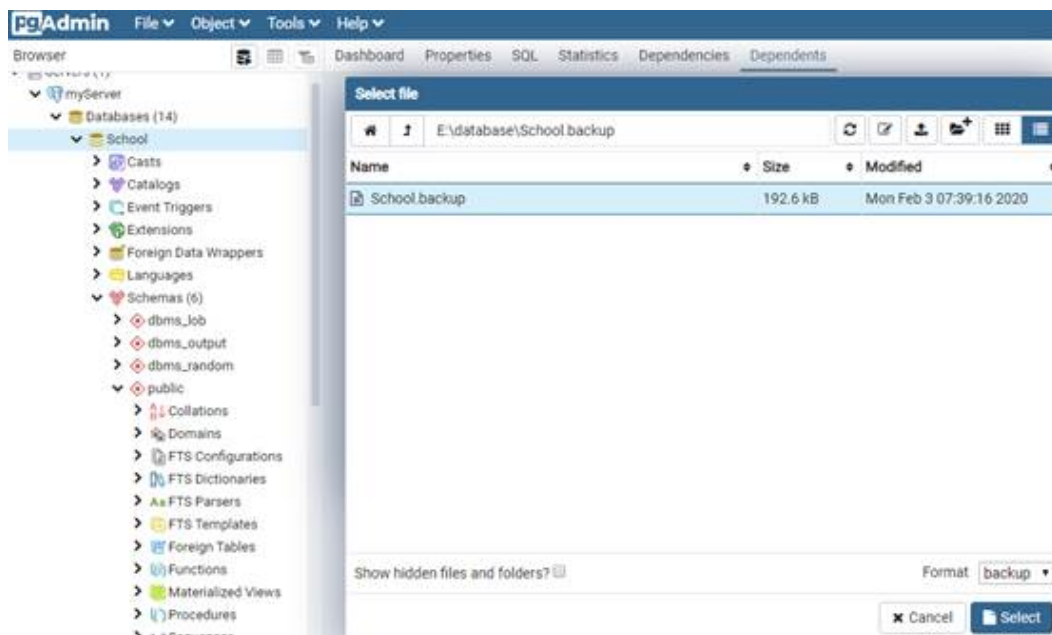 pgAdmin File Object Tools Help
Browser Dashboard Properties SQL Statistics Dependencies Dependents
Servers (1)
myServer
Databases (14)
School
Casts
Catalogs
Event Triggers
Extensions
Foreign Data Wrappers
Languages
Schemas (6)
dbms_lob
dbms_output
dbms_random
public
Collations
Domains
FTS Configurations
FTS Dictionaries
FTS Parsers
FTS Templates
Foreign Tables
Functions
Materialized Views
Procedures
Sequences
Select file
E:\database\School.backup
Name Size Modified
School.backup 192.6 kB Mon Feb 3 07:39:16 2020
Show hidden files and folders? Format backup
Cancel Select